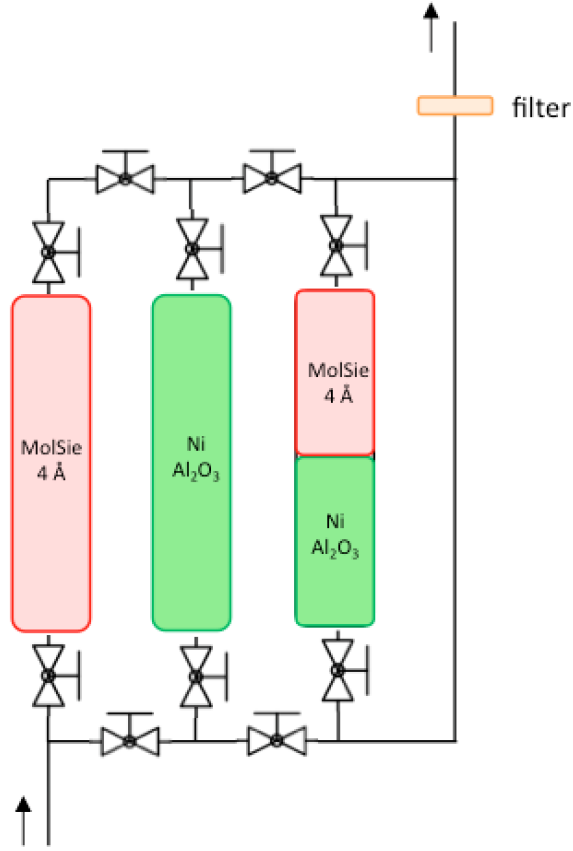 filter
MolSie
4 Å
MolSie
4 Å
Ni
Al₂O₃
Ni
Al₂O₃